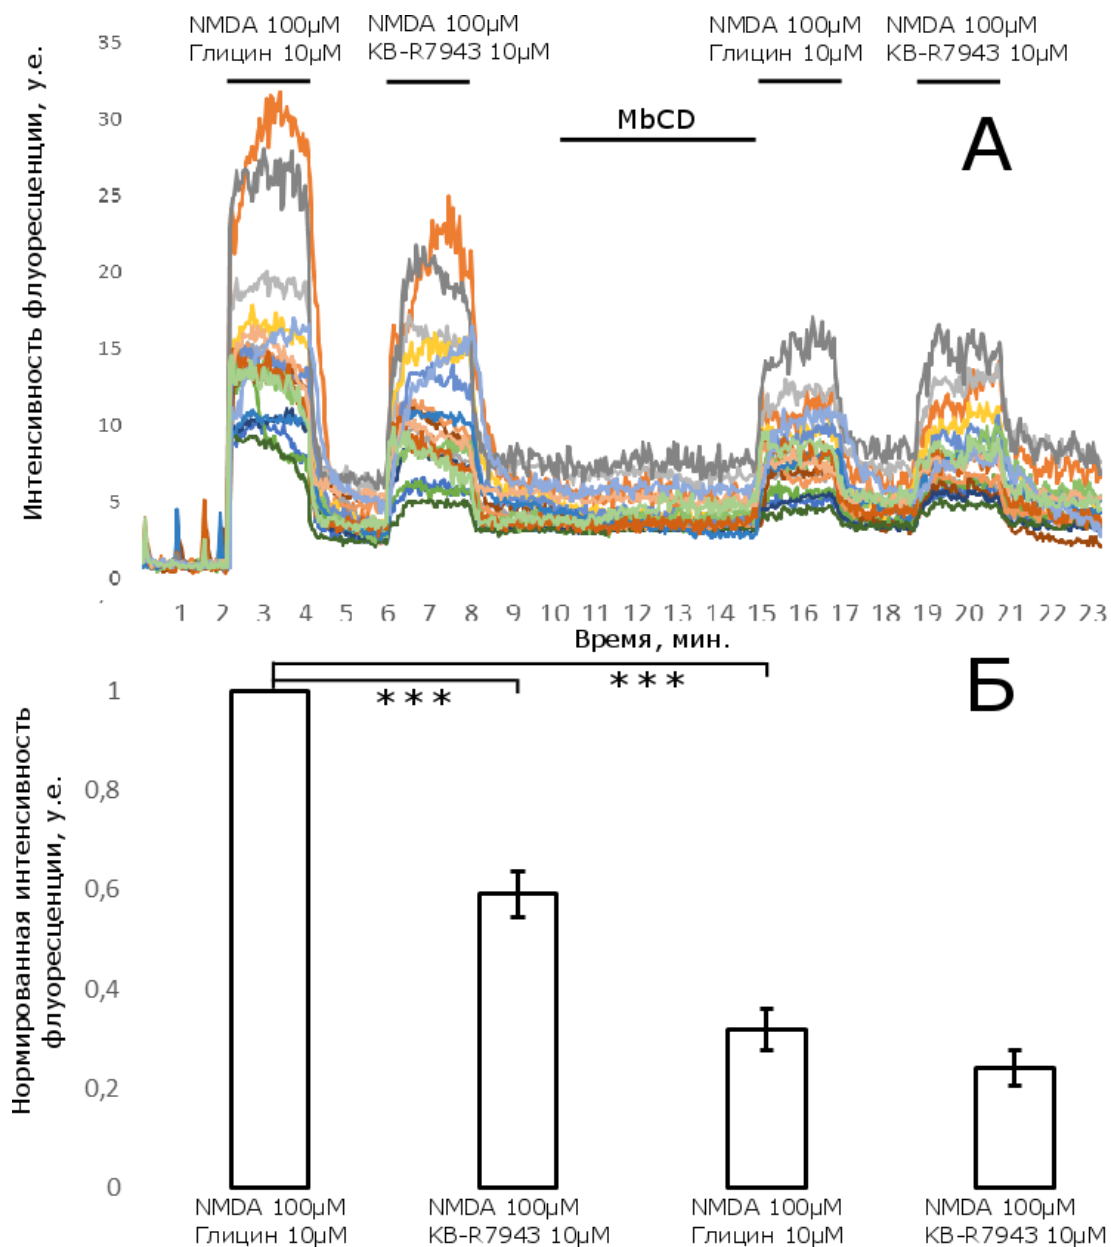 NMDA 100µM
Глицин 10µM
NMDA 100µM
KB-R7943 10µM
NMDA 100µM
Глицин 10µM
NMDA 100µM
KB-R7943 10µM
MbCD
А
Интенсивность флуоресценции, у.е.
35
30
25
20
15
10
5
0
1 2 3 4 5 6 7 8 9 10 11 12 13 14 15 16 17 18 19 20 21 22 23
Время, мин.
*** ***
Б
Нормированная интенсивность
флуоресценции, у.е.
1
0,8
0,6
0,4
0,2
0
NMDA 100µM
Глицин 10µM
NMDA 100µM
KB-R7943 10µM
NMDA 100µM
Глицин 10µM
NMDA 100µM
KB-R7943 10µM